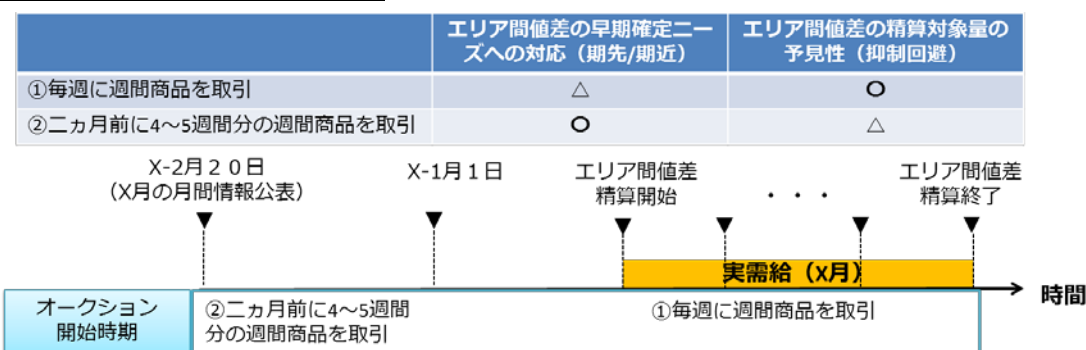 エリア間値差の早期確定ニー
ズへの対応（期先/期近）
エリア間値差の精算対象量の
予見性（抑制回避）
①毎週に週間商品を取引
△
○
②二ヵ月前に4～5週間分の週間商品を取引
○
△
X-2月２０日
（X月の月間情報公表）
X-1月１日
エリア間値差
精算開始
・・・
エリア間値差
精算終了
実需給（X月）
時間
オークション
開始時期
②二ヵ月前に4～5週間
分の週間商品を取引
①毎週に週間商品を取引